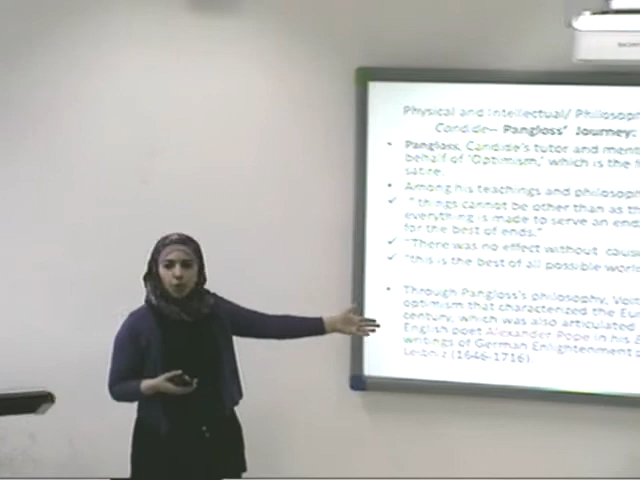 Physical and Intellectual/ Philosop
Candide– Pangloss' Journey:
• Pangloss, Candide's tutor and ment
behalf of 'Optimism,' which is the
satire.
• Among his teachings and philosoph
✓ " things cannot be other than as th
everything is made to serve an end
for the best of ends."
✓ "There was no effect without caus
✓ "this is the best of all possible worl
• Through Pangloss's philosophy, Vol
optimism that characterized the Eu
century, which was also articulated
English poet Alexander Pope in his
writings of German Enlightenment
Leibniz (1646-1716)